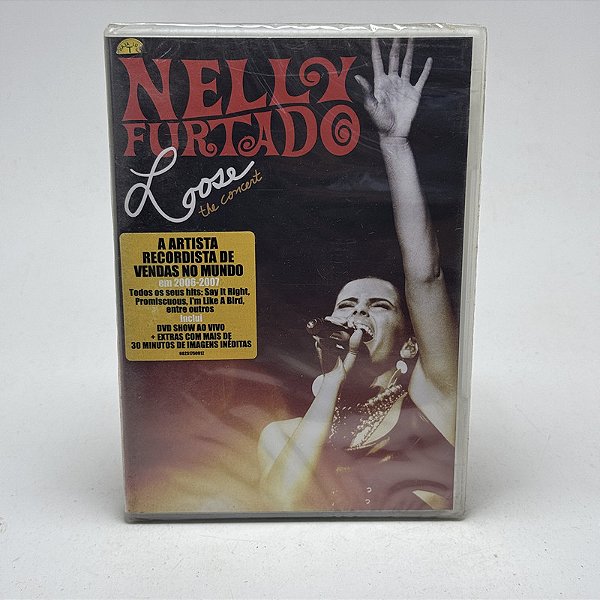 NELLY
FURTADO
Loose
the concert
A ARTISTA
RECORDISTA DE
VENDAS NO MUNDO
em 2006-2007
Todos os seus hits: Say It Right,
Promiscuous, I'm Like A Bird,
entre outros
Inclui
DVD SHOW AO VIVO
+ EXTRAS COM MAIS DE
30 MINUTOS DE IMAGENS INÉDITAS